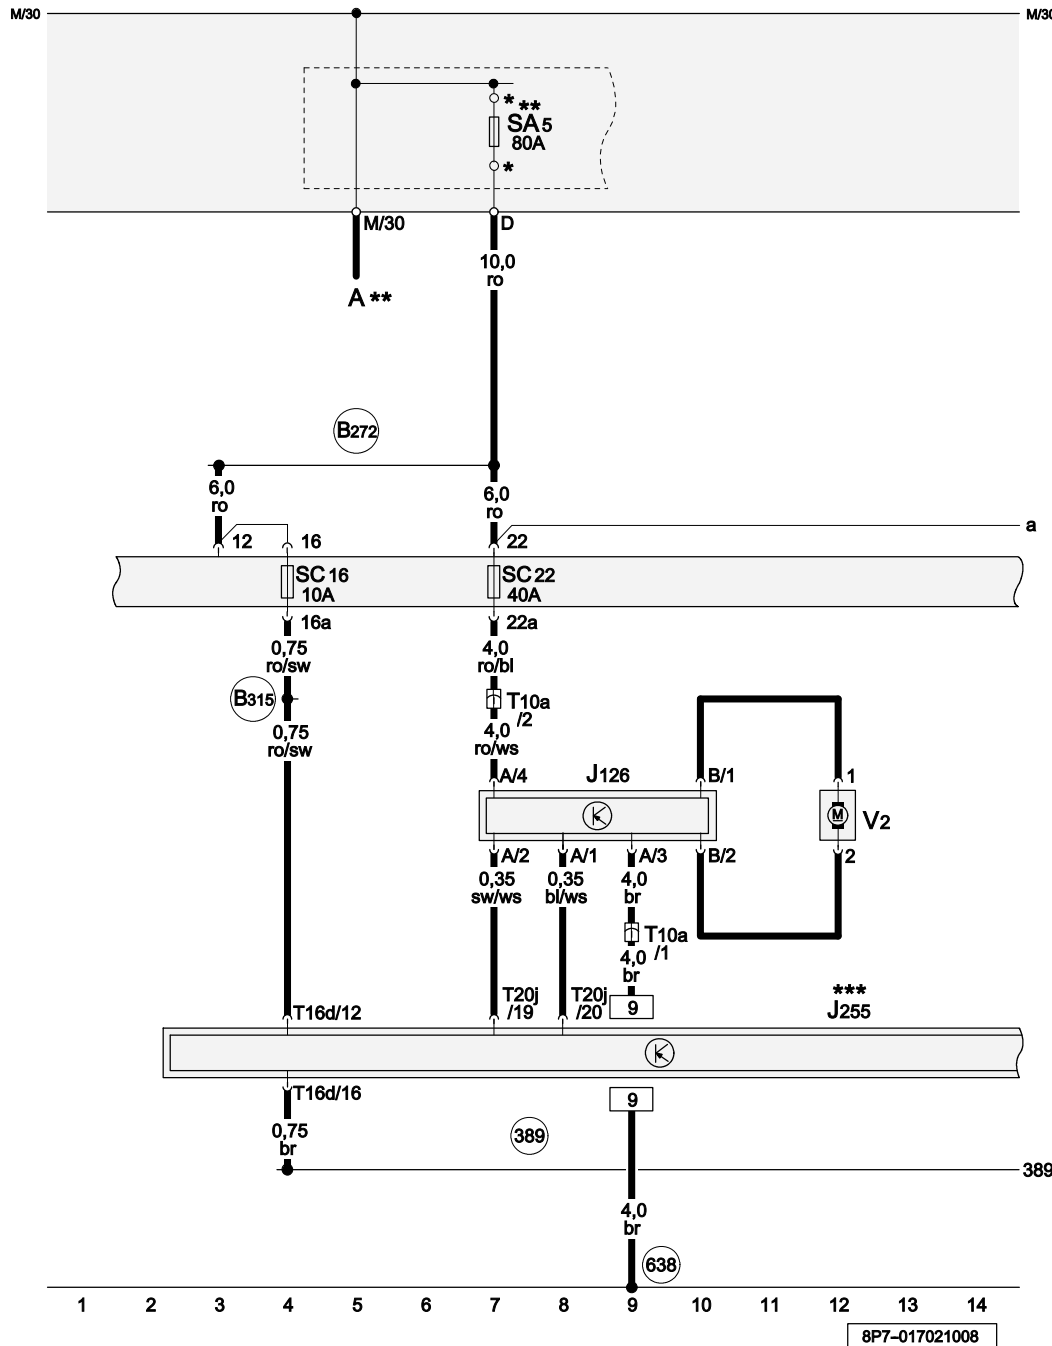 M/30
M/30
*
**
SA5
80A
*
M/30
D
10,0
ro
A **
B272
6,0
ro
6,0
ro
a
12
16
22
SC16
10A
SC22
40A
16a
22a
0,75
ro/sw
4,0
ro/bl
B315
T10a
/2
0,75
ro/sw
4,0
ro/ws
A/4
J126
B/1
1
M
V2
A/2
A/1
A/3
B/2
2
0,35
sw/ws
0,35
bl/ws
4,0
br
T10a
/1
4,0
br
T20j
/19
T20j
/20
9
***
J255
T16d/12
T16d/16
9
0,75
br
389
389
4,0
br
638
1 2 3 4 5 6 7 8 9 10 11 12 13 14
8P7-017021008